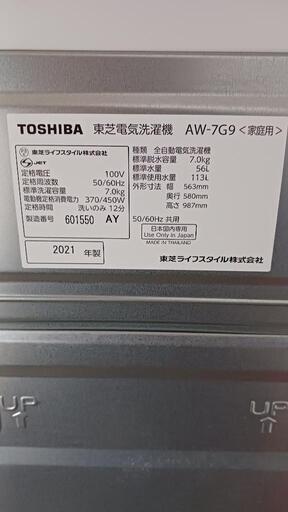 TOSHIBA 東芝電気洗濯機 AW-7G9 <家庭用>
東芝ライフスタイル株式会社
JET
定格電圧 100V
定格周波数 50/60Hz
標準洗濯容量 7.0kg
電動機定格消費電力 370/450W
定格時間 洗いのみ 12分
製造番号 601550 AY
2021 年製
種類 全自動電気洗濯機
標準脱水容量 7.0kg
標準水量 56L
標準使用水量 113L
外形寸法 幅 563mm
奥行 580mm
高さ 987mm
50/60Hz 共用
日本国内専用
Use Only in Japan
MADE IN THAILAND
東芝ライフスタイル株式会社
UP
UP